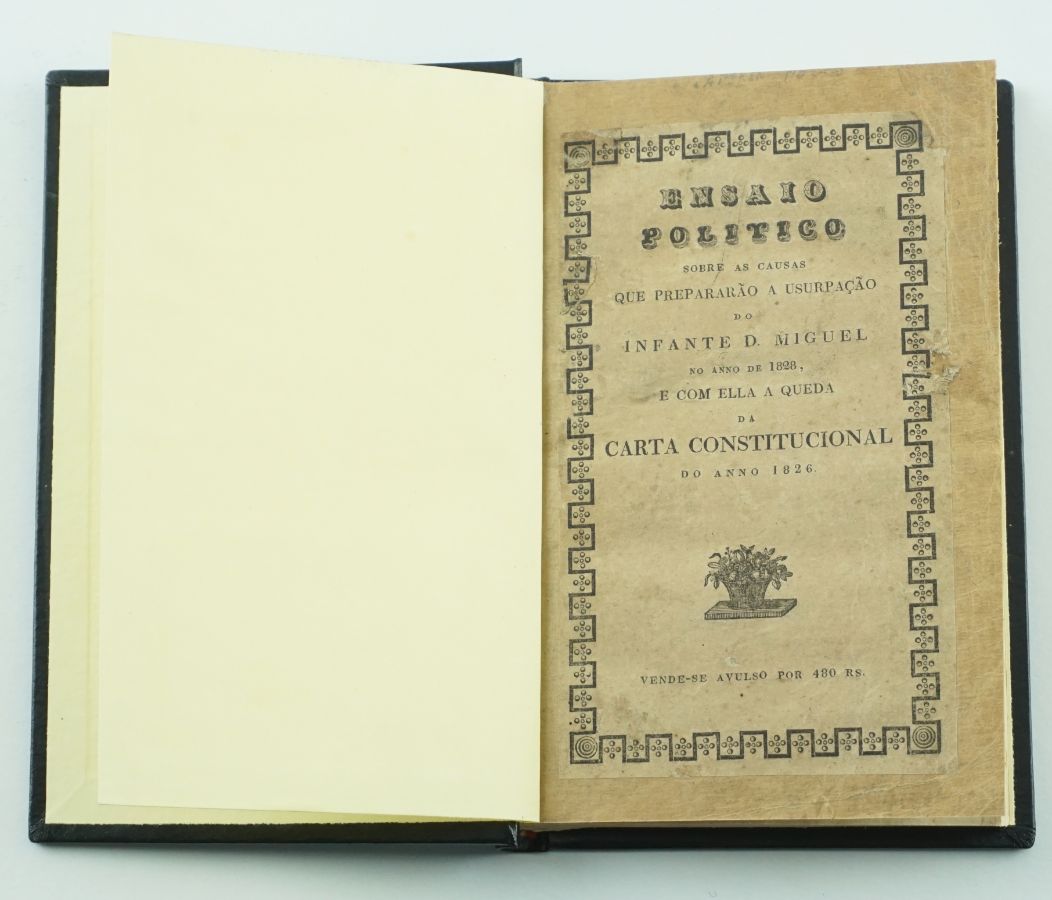 ENSAIO
POLITICO
SOBRE AS CAUSAS
QUE PREPARARÃO A USURPAÇÃO
DO
INFANTE D. MIGUEL
NO ANNO DE 1828,
E COM ELLA A QUEDA
DA
CARTA CONSTITUCIONAL
DO ANNO 1826.
VENDE-SE AVULSO POR 480 RS.